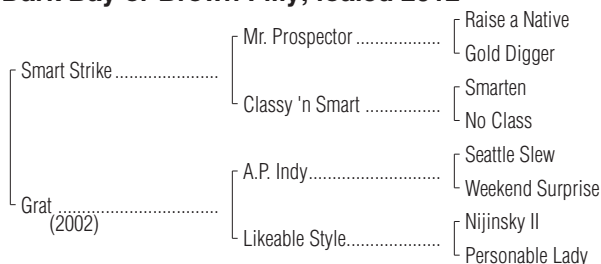 Dark Bay or Brown Filly; foaled 2012
Raise a Native
Mr. Prospector ..................
Gold Digger
Smart Strike ......................
Smarten
Classy 'n Smart ................
No Class
Seattle Slew
A.P. Indy............................
Weekend Surprise
Grat ..................................
(2002)
Nijinsky II
Likeable Style....................
Personable Lady